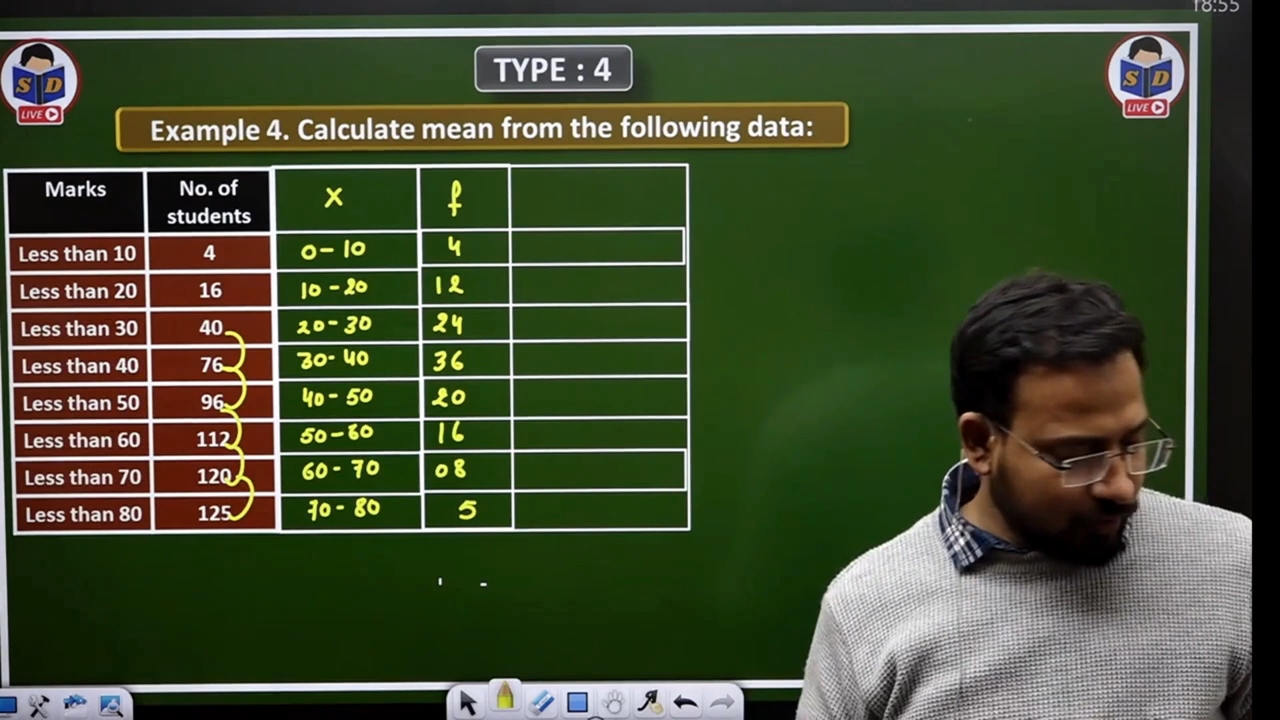 18:55
TYPE : 4
S D
LIVE
S D
LIVE
Example 4. Calculate mean from the following data:
Marks No. of students X f
Less than 10 4 0-10 4
Less than 20 16 10-20 12
Less than 30 40 20-30 24
Less than 40 76 30-40 36
Less than 50 96 40-50 20
Less than 60 112 50-60 16
Less than 70 120 60-70 08
Less than 80 125 70-80 5